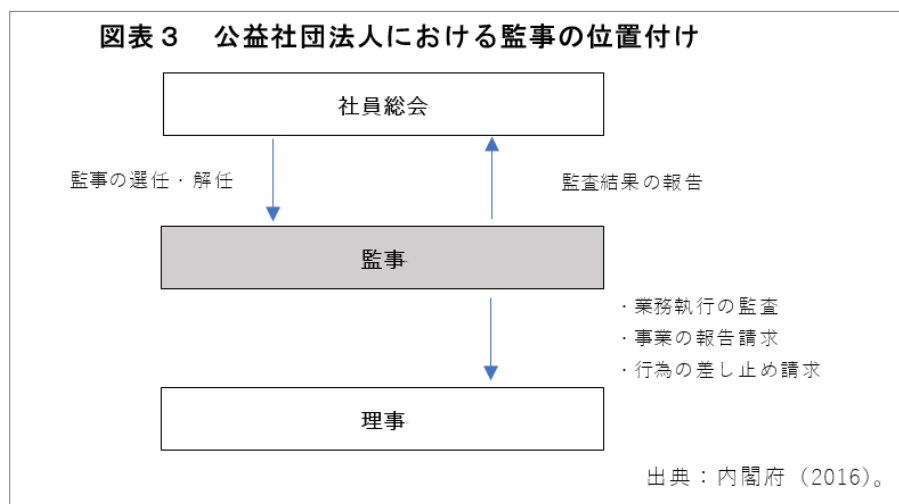 図表３　公益社団法人における監事の位置付け
社員総会
監事の選任・解任
監査結果の報告
監事
・業務執行の監査
・事業の報告請求
・行為の差し止め請求
理事
出典：内閣府（2016）。